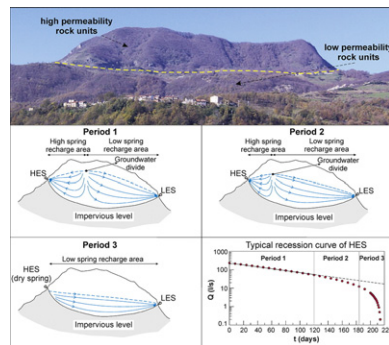 high permeability
rock units
low permeability
rock units
Period 1
High spring
recharge area
Low spring
recharge area
Groundwater
divide
HES
LES
Impervious level
Period 2
High spring
recharge area
Low spring
recharge area
Groundwater
divide
HES
LES
Impervious level
Period 3
Low spring recharge area
HES
(dry spring)
LES
Impervious level
Typical recession curve of HES
Period 1
Period 2
Period 3
1000
100
10
1
0.1
Q (l/s)
0
20
40
60
80
100
120
140
160
180
200
220
t (days)